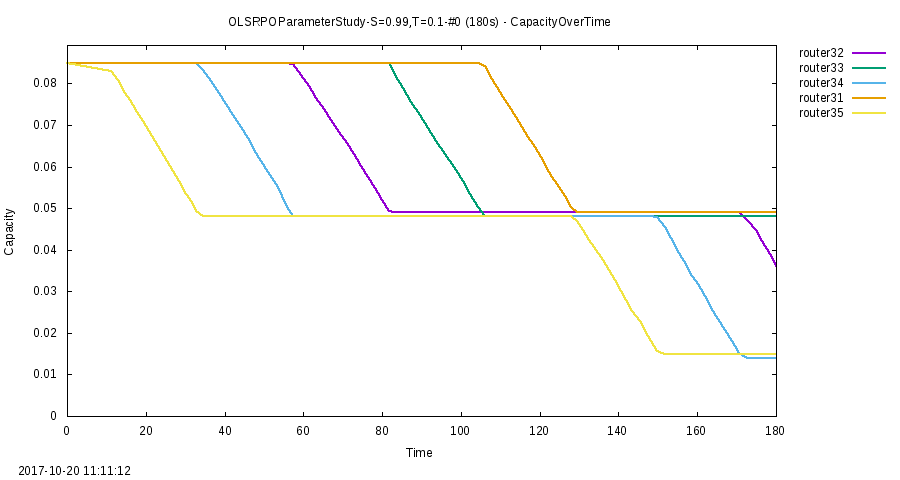 OLSRPOParameterStudy-S=0.99,T=0.1-#0 (180s) - CapacityOverTime
router32
router33
router34
router31
router35
Capacity
0.08
0.07
0.06
0.05
0.04
0.03
0.02
0.01
0
0 20 40 60 80 100 120 140 160 180
Time
2017-10-20 11:11:12